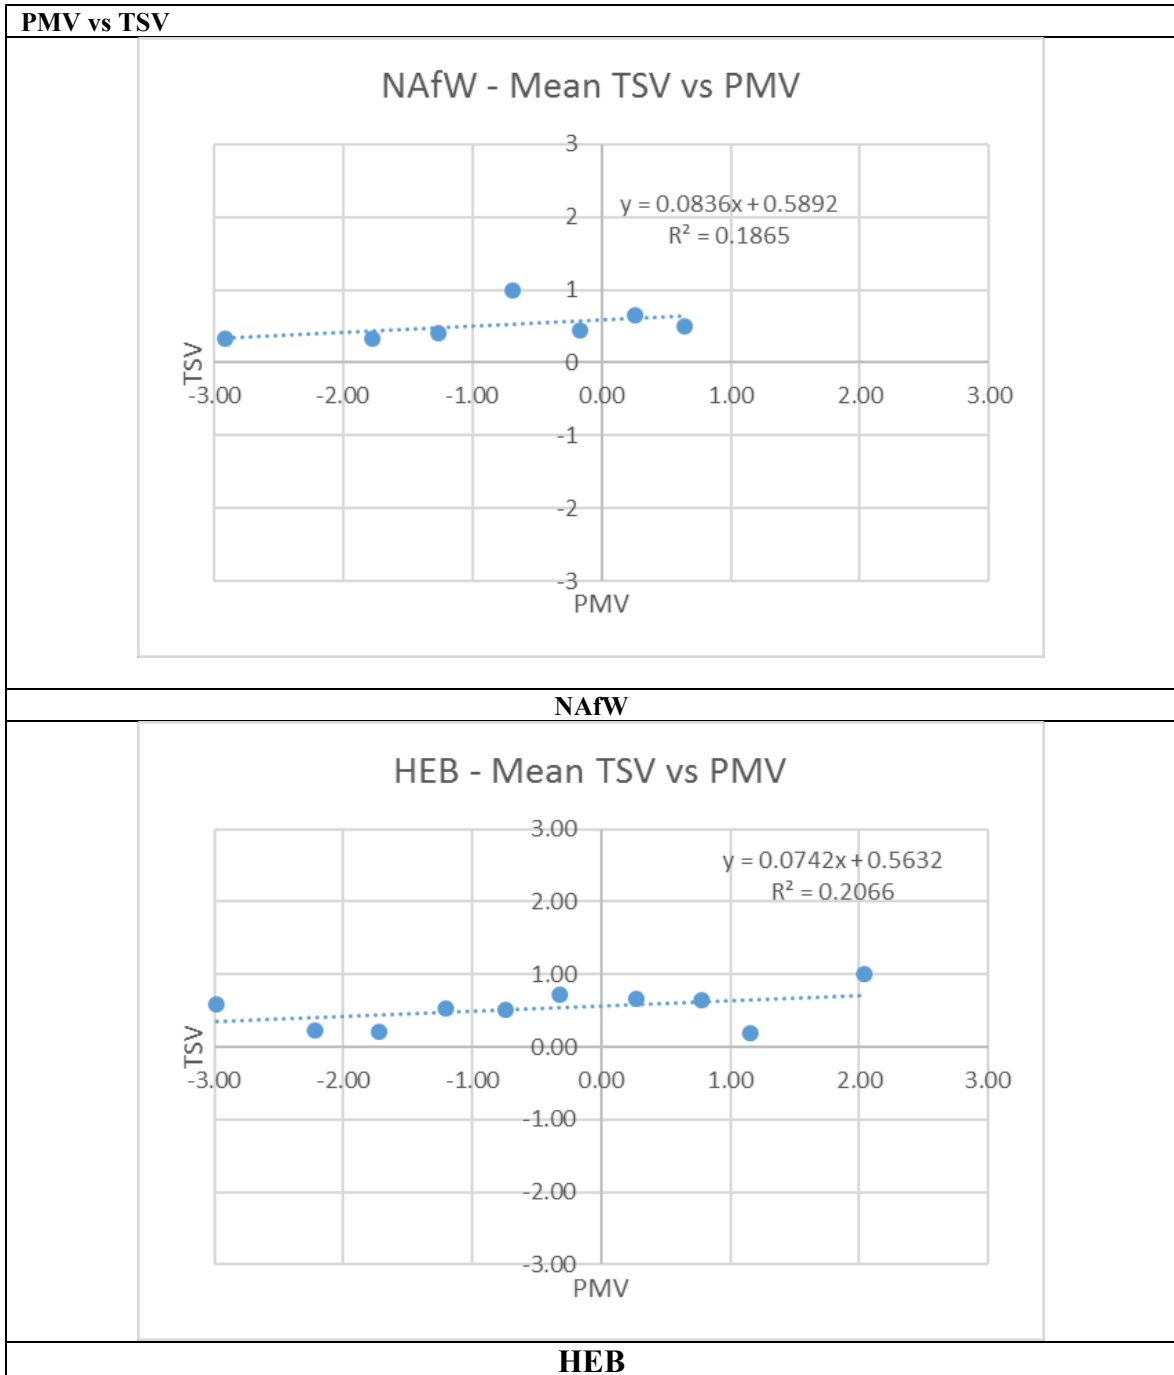 PMV vs TSV
NAfW - Mean TSV vs PMV
3
y = 0.0836x + 0.5892
2
R² = 0.1865
1
0
TSV
-3.00 -2.00 -1.00 0.00 1.00 2.00 3.00
-1
-2
-3
PMV
NAfW
HEB - Mean TSV vs PMV
3.00
y = 0.0742x + 0.5632
R² = 0.2066
2.00
1.00
0.00
TSV
-3.00 -2.00 -1.00 0.00 1.00 2.00 3.00
-1.00
-2.00
-3.00
PMV
HEB